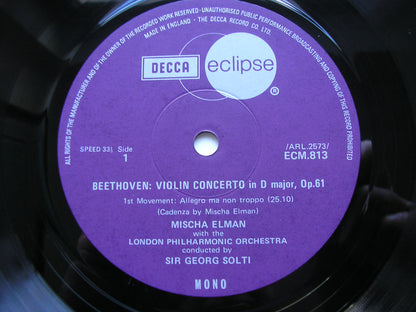 ALL RIGHTS OF THE MANUFACTURER AND OF THE OWNER OF THE RECORDED WORK RESERVED · UNAUTHORISED PUBLIC PERFORMANCE BROADCASTING AND COPYING OF THIS RECORD PROHIBITED
MADE IN ENGLAND · THE DECCA RECORD CO. LTD.
DECCA eclipse
®
SPEED 33⅓ Side
1
/ARL.2573/
ECM.813
BEETHOVEN: VIOLIN CONCERTO in D major, Op.61
1st Movement: Allegro ma non troppo (25.10)
(Cadenza by Mischa Elman)
MISCHA ELMAN
with the
LONDON PHILHARMONIC ORCHESTRA
conducted by
SIR GEORG SOLTI
MONO